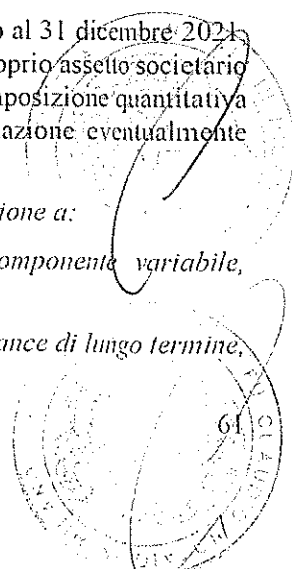 o al 31 dicembre 2021,
oprio assetto societario
mposizione quantitativa
azione eventualmente
ione a:
omponente variabile,
ance di lungo termine,
61